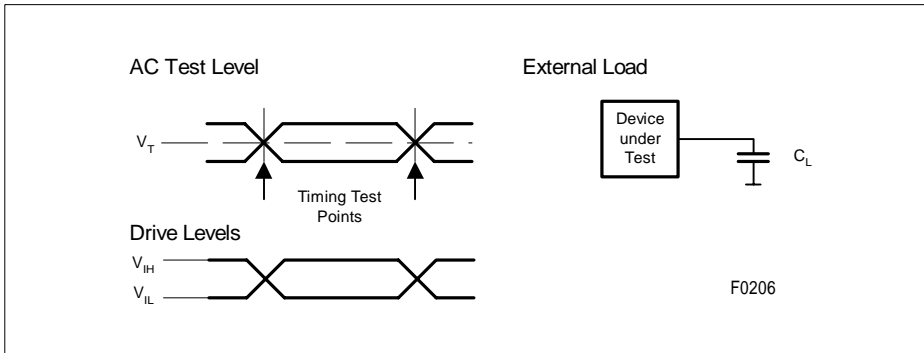 AC Test Level
External Load
V_T
Device
under
Test
C_L
Timing Test
Points
Drive Levels
V_IH
V_IL
F0206